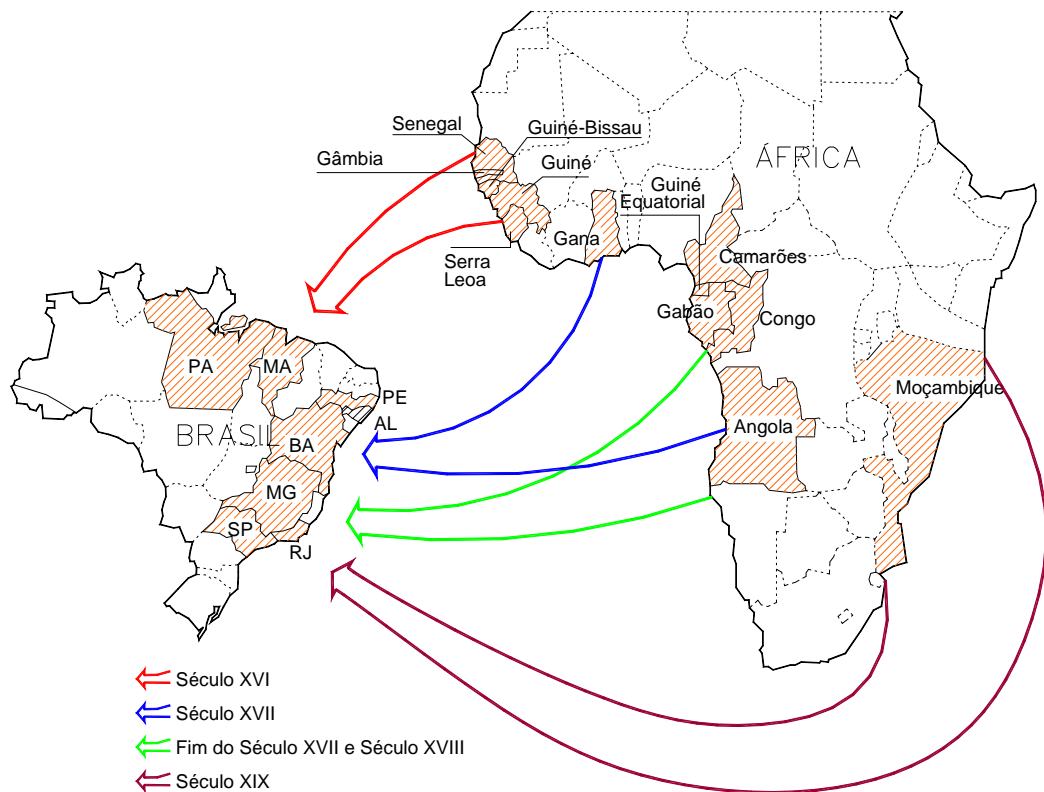 Senegal
Guiné-Bissau
Gâmbia
Guiné
ÁFRICA
Guiné
Equatorial
Gana
Serra
Leoa
Camarões
Gabão
Congo
PA
MA
Moçambique
PE
AL
BRASIL
BA
Angola
MG
SP
RJ
Século XVI
Século XVII
Fim do Século XVII e Século XVIII
Século XIX